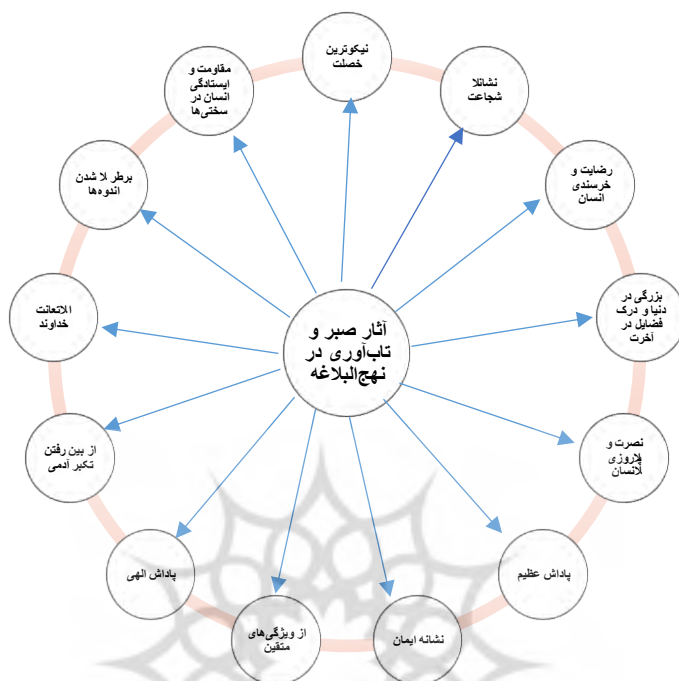 نیکوترین
خصلت
نشانلا
شجاعت
رضایت و
خرسندی
انسان
بزرگی در
دنیا و درک
فضایل در
آخرت
نصرت و
پلاروزی
لانسان
پاداش عظیم
نشانه ایمان
از ویژگی‌های
متقین
پاداش الهی
از بین رفتن
تکبر آدمی
الاتعانت
خداوند
برطر لا شدن
اندوه‌ها
مقاومت و
ایستادگی
انسان در
سختی‌ها
آثار صبر و
تاب‌آوری در
نهج‌البلاغه